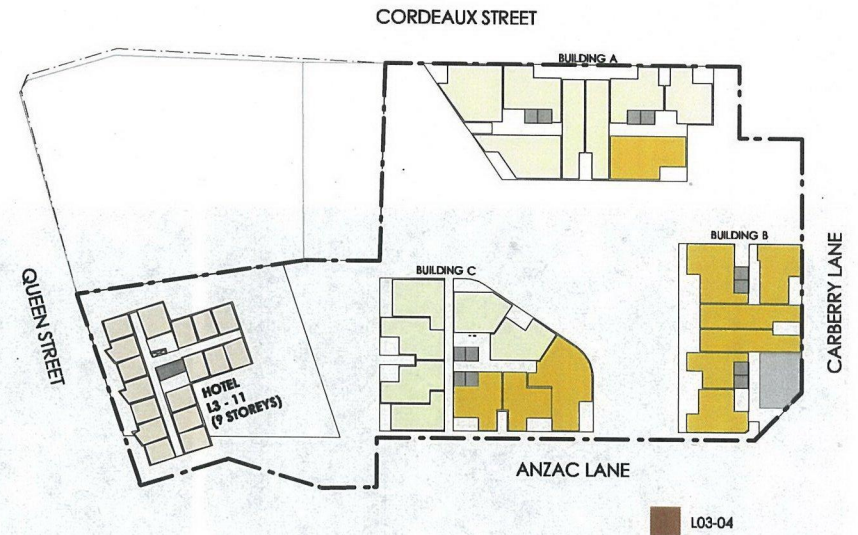 CORDEAUX STREET
BUILDING A
BUILDING B
BUILDING C
CARBERRY LANE
QUEEN STREET
HOTEL
L3 - 11
(9 STOREYS)
ANZAC LANE
L03-04